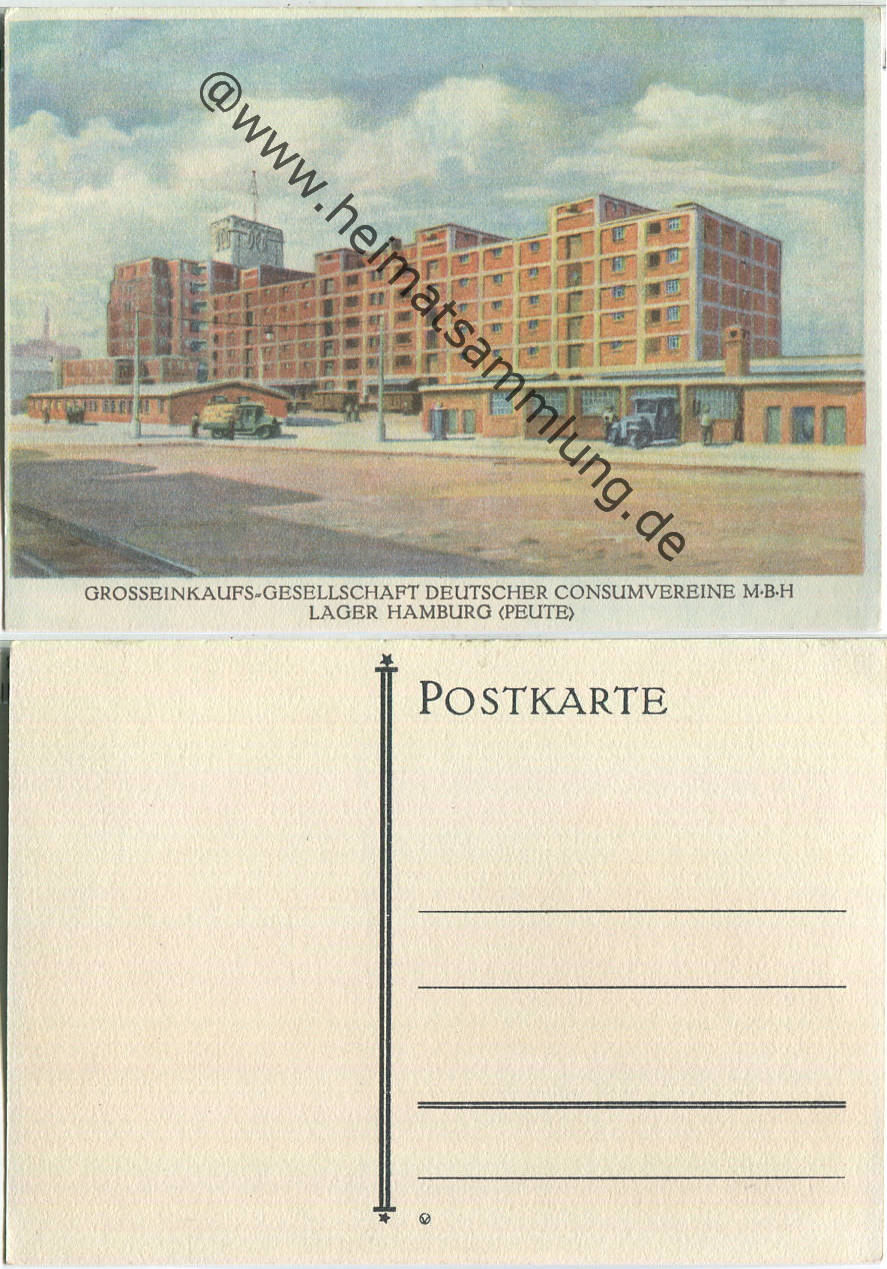 @www.heimatsammlung.de
GROSSEINKAUFS-GESELLSCHAFT DEUTSCHER CONSUMVEREINE M·B·H
LAGER HAMBURG (PEUTE)
POSTKARTE